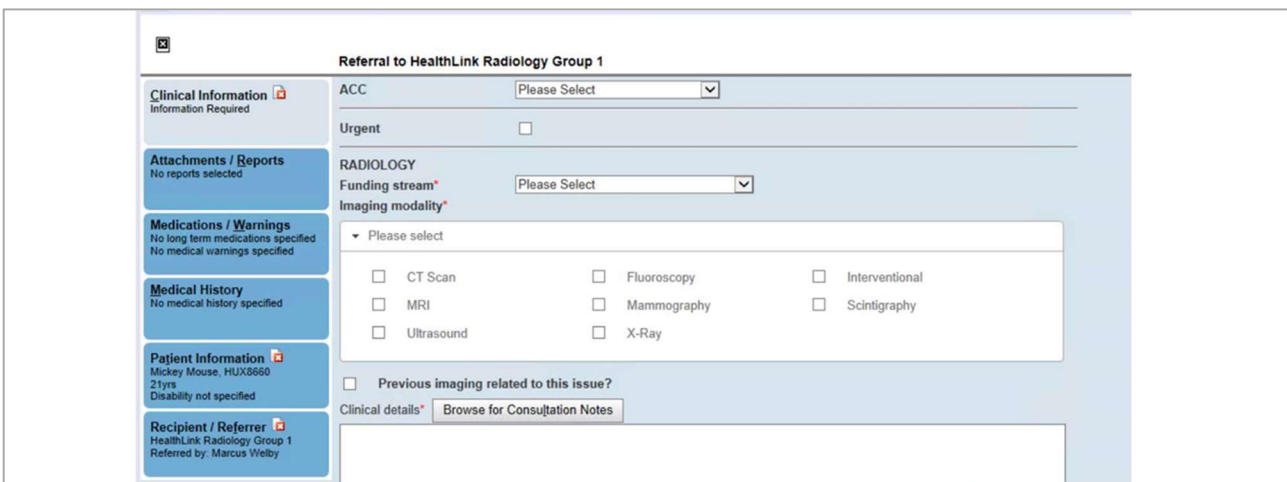 Referral to HealthLink Radiology Group 1
Clinical Information
Information Required
Attachments / Reports
No reports selected
Medications / Warnings
No long term medications specified
No medical warnings specified
Medical History
No medical history specified
Patient Information
Mickey Mouse, HUX8660
21yrs
Disability not specified
Recipient / Referrer
HealthLink Radiology Group 1
Referred by: Marcus Welby
ACC Please Select
Urgent
RADIOLOGY
Funding stream* Please Select
Imaging modality*
Please select
CT Scan Fluoroscopy Interventional
MRI Mammography Scintigraphy
Ultrasound X-Ray
Previous imaging related to this issue?
Clinical details* Browse for Consultation Notes